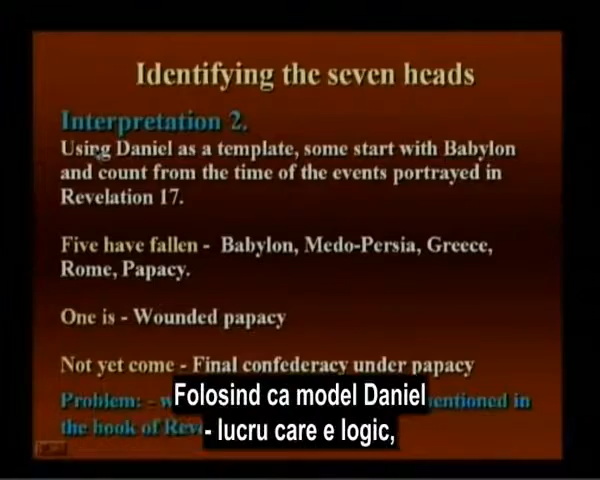 Identifying the seven heads
Interpretation 2.
Using Daniel as a template, some start with Babylon
and count from the time of the events portrayed in
Revelation 17.
Five have fallen - Babylon, Medo-Persia, Greece,
Rome, Papacy.
One is - Wounded papacy
Not yet come - Final confederacy under papacy
Problem: - in
the book of
Folosind ca model Daniel
- lucru care e logic,